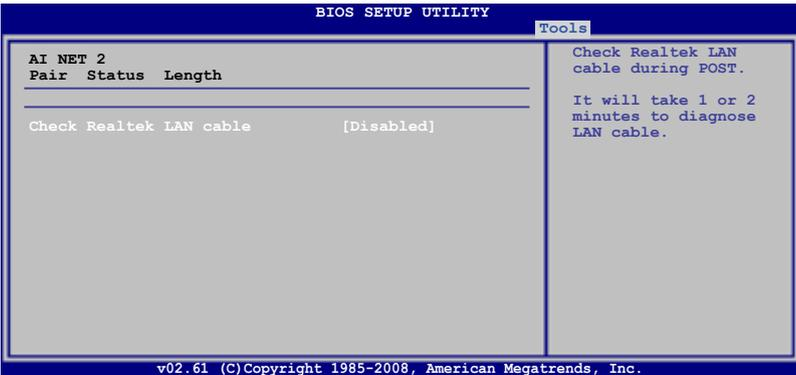 BIOS SETUP UTILITY
Tools
AI NET 2
Pair Status Length
Check Realtek LAN cable [Disabled]
Check Realtek LAN
cable during POST.
It will take 1 or 2
minutes to diagnose
LAN cable.
v02.61 (C)Copyright 1985-2008, American Megatrends, Inc.